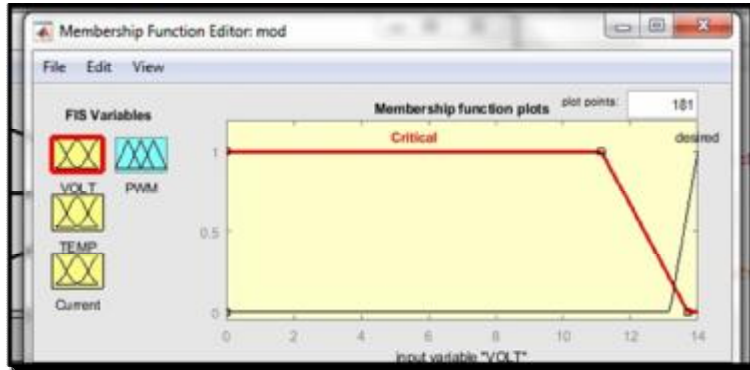 Membership Function Editor: mod
File Edit View
FIS Variables
VOLT
PWM
TEMP
Current
Membership function plots
plot points:
181
Critical
desired
1
0.5
0
0 2 4 6 8 10 12 14
input variable "VOLT"